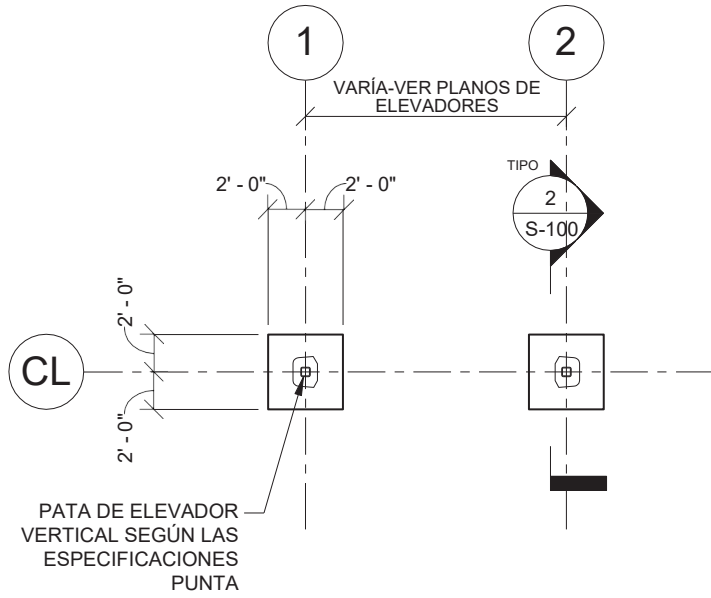 1
2
VARÍA-VER PLANOS DE
ELEVADORES
TIPO
2
S-100
2' - 0"
2' - 0"
2' - 0"
CL
2' - 0"
PATA DE ELEVADOR
VERTICAL SEGÚN LAS
ESPECIFICACIONES
PUNTA